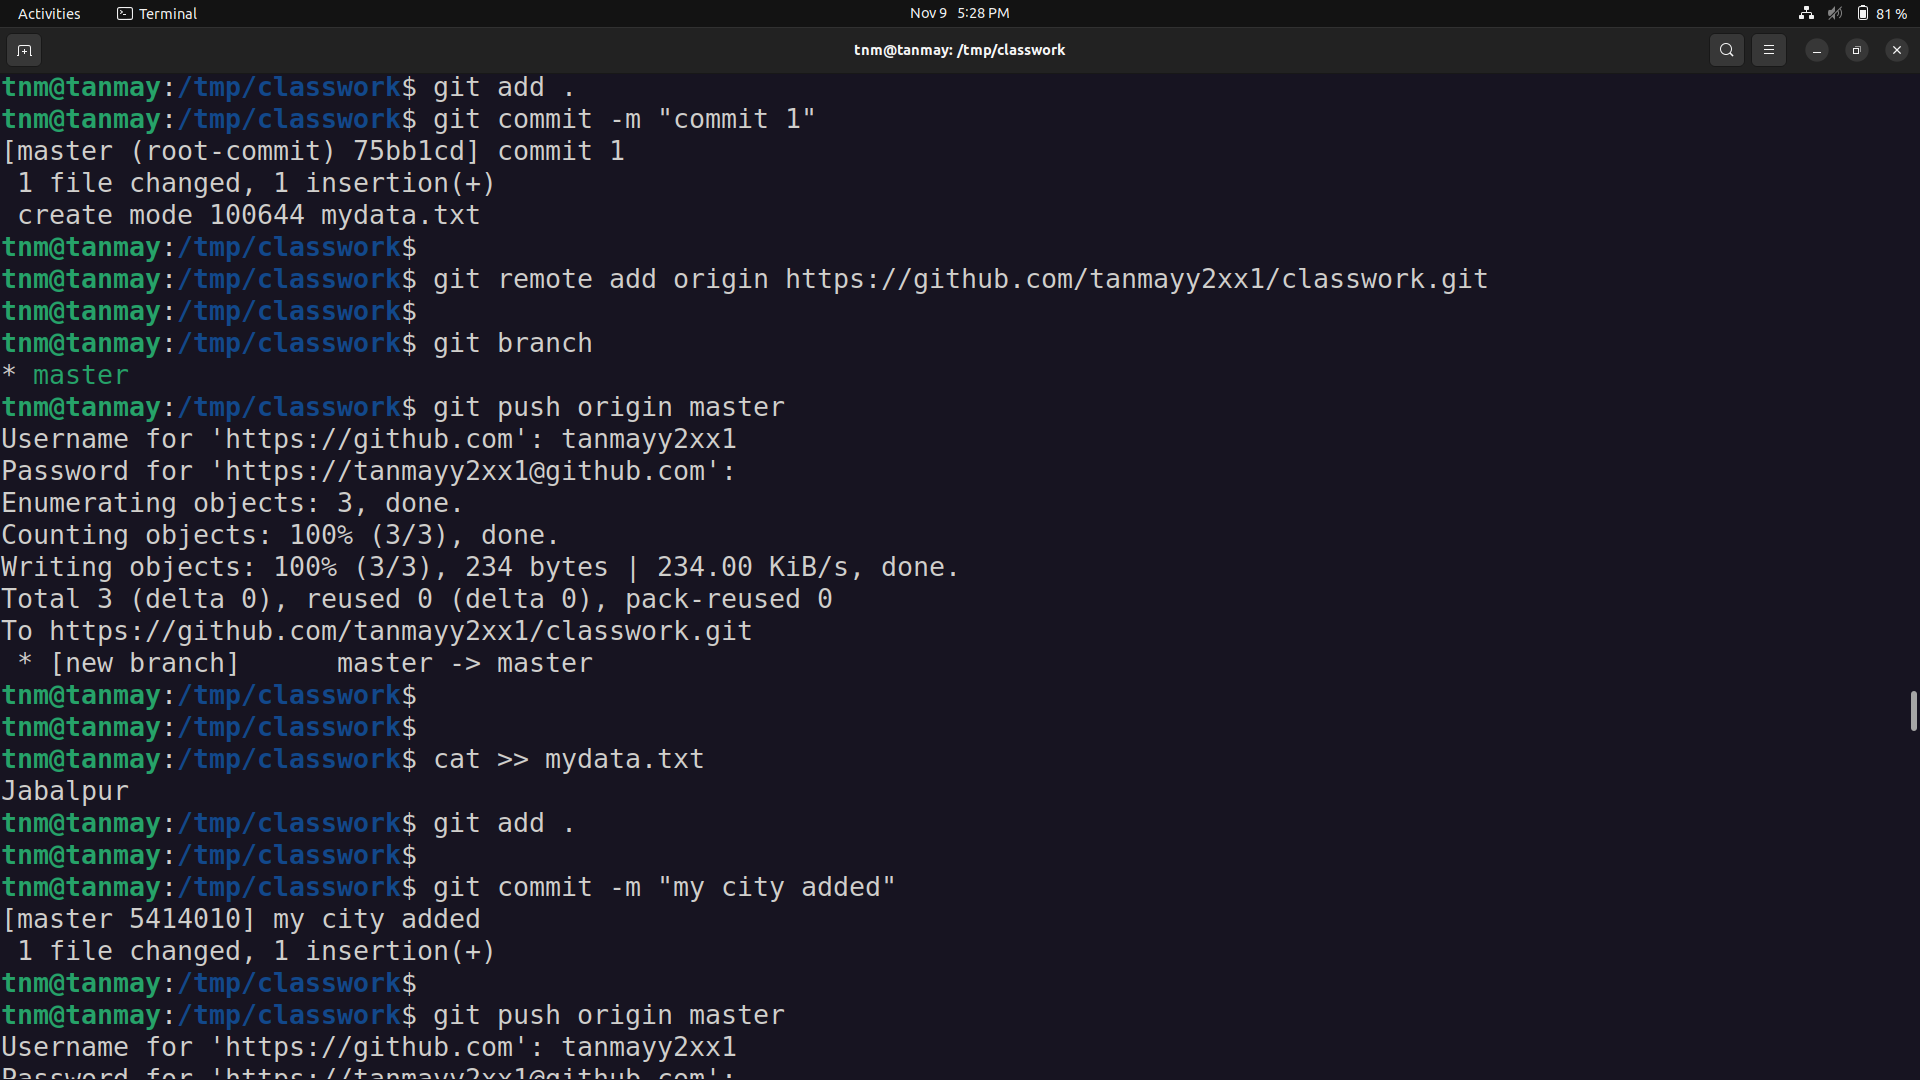 Activities Terminal Nov 9 5:28 PM 81 %
tnm@tanmay: /tmp/classwork
tnm@tanmay:/tmp/classwork$ git add .
tnm@tanmay:/tmp/classwork$ git commit -m "commit 1"
[master (root-commit) 75bb1cd] commit 1
 1 file changed, 1 insertion(+)
 create mode 100644 mydata.txt
tnm@tanmay:/tmp/classwork$
tnm@tanmay:/tmp/classwork$ git remote add origin https://github.com/tanmayy2xx1/classwork.git
tnm@tanmay:/tmp/classwork$
tnm@tanmay:/tmp/classwork$ git branch
* master
tnm@tanmay:/tmp/classwork$ git push origin master
Username for 'https://github.com': tanmayy2xx1
Password for 'https://tanmayy2xx1@github.com':
Enumerating objects: 3, done.
Counting objects: 100% (3/3), done.
Writing objects: 100% (3/3), 234 bytes | 234.00 KiB/s, done.
Total 3 (delta 0), reused 0 (delta 0), pack-reused 0
To https://github.com/tanmayy2xx1/classwork.git
 * [new branch]      master -> master
tnm@tanmay:/tmp/classwork$
tnm@tanmay:/tmp/classwork$
tnm@tanmay:/tmp/classwork$ cat >> mydata.txt
Jabalpur
tnm@tanmay:/tmp/classwork$ git add .
tnm@tanmay:/tmp/classwork$
tnm@tanmay:/tmp/classwork$ git commit -m "my city added"
[master 5414010] my city added
 1 file changed, 1 insertion(+)
tnm@tanmay:/tmp/classwork$
tnm@tanmay:/tmp/classwork$ git push origin master
Username for 'https://github.com': tanmayy2xx1
Password for 'https://tanmayy2xx1@github.com':